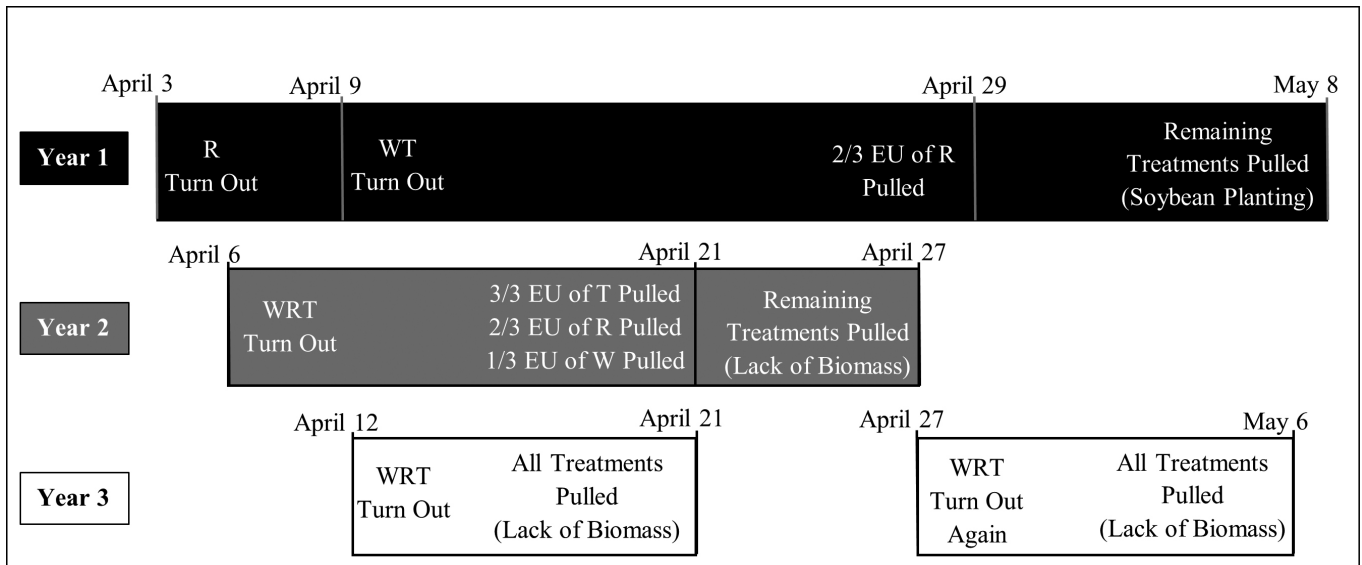 April 3
April 9
April 29
May 8
Year 1
R
Turn Out
WT
Turn Out
2/3 EU of R
Pulled
Remaining
Treatments Pulled
(Soybean Planting)
April 6
April 21
April 27
Year 2
WRT
Turn Out
3/3 EU of T Pulled
2/3 EU of R Pulled
1/3 EU of W Pulled
Remaining
Treatments Pulled
(Lack of Biomass)
April 12
April 21
April 27
May 6
Year 3
WRT
Turn Out
All Treatments
Pulled
(Lack of Biomass)
WRT
Turn Out
Again
All Treatments
Pulled
(Lack of Biomass)